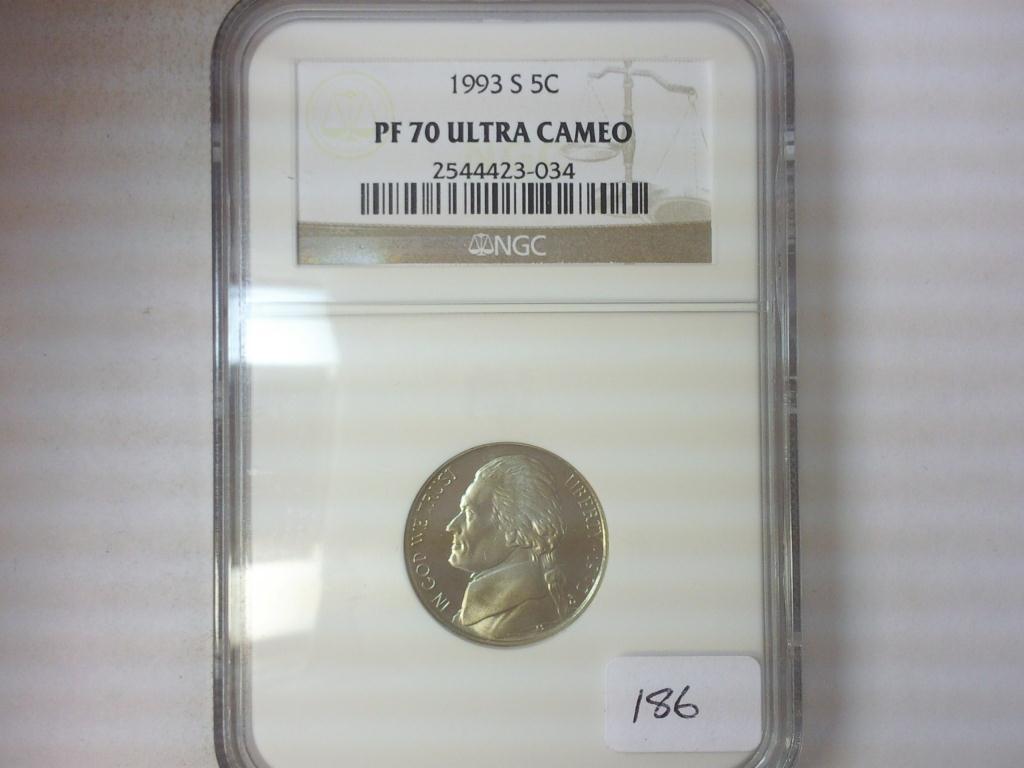 1993 S 5C
PF 70 ULTRA CAMEO
2544423-034
NGC
IN GOD WE TRUST
LIBERTY
186